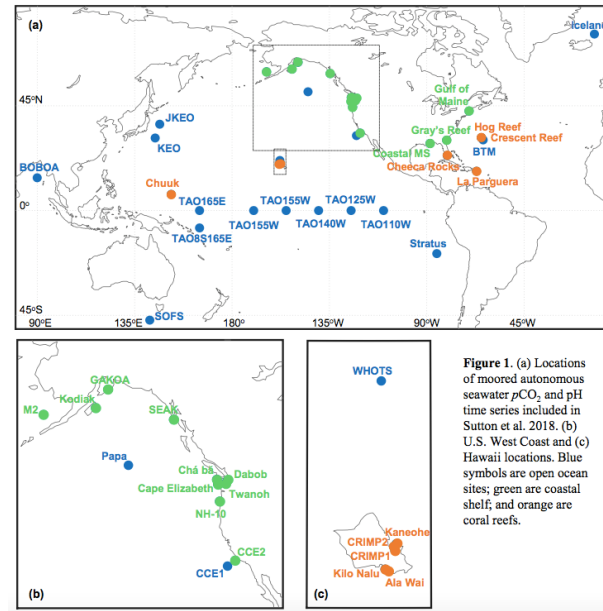 (a)
Iceland
45°N
Gulf of
Maine
JKEO
Hog Reef
Gray's Reef
Crescent Reef
KEO
Coastal MS
BTM
BOBOA
Cheeca Rocks
Chuuk
La Parguera
0°
TAO165E
TAO155W
TAO125W
TAO155W
TAO140W
TAO110W
TAO8S165E
Stratus
45°S
SOFS
90°E
135°E
180°
135°W
90°W
45°W
GAKOA
Kodiak
M2
SEAK
Papa
Chá bă
Dabob
Cape Elizabeth
Twanoh
NH-10
CCE2
CCE1
(b)
WHOTS
Kaneohe
CRIMP2
CRIMP1
Kilo Nalu
Ala Wai
(c)
Figure 1. (a) Locations
of moored autonomous
seawater pCO₂ and pH
time series included in
Sutton et al. 2018. (b)
U.S. West Coast and (c)
Hawaii locations. Blue
symbols are open ocean
sites; green are coastal
shelf; and orange are
coral reefs.